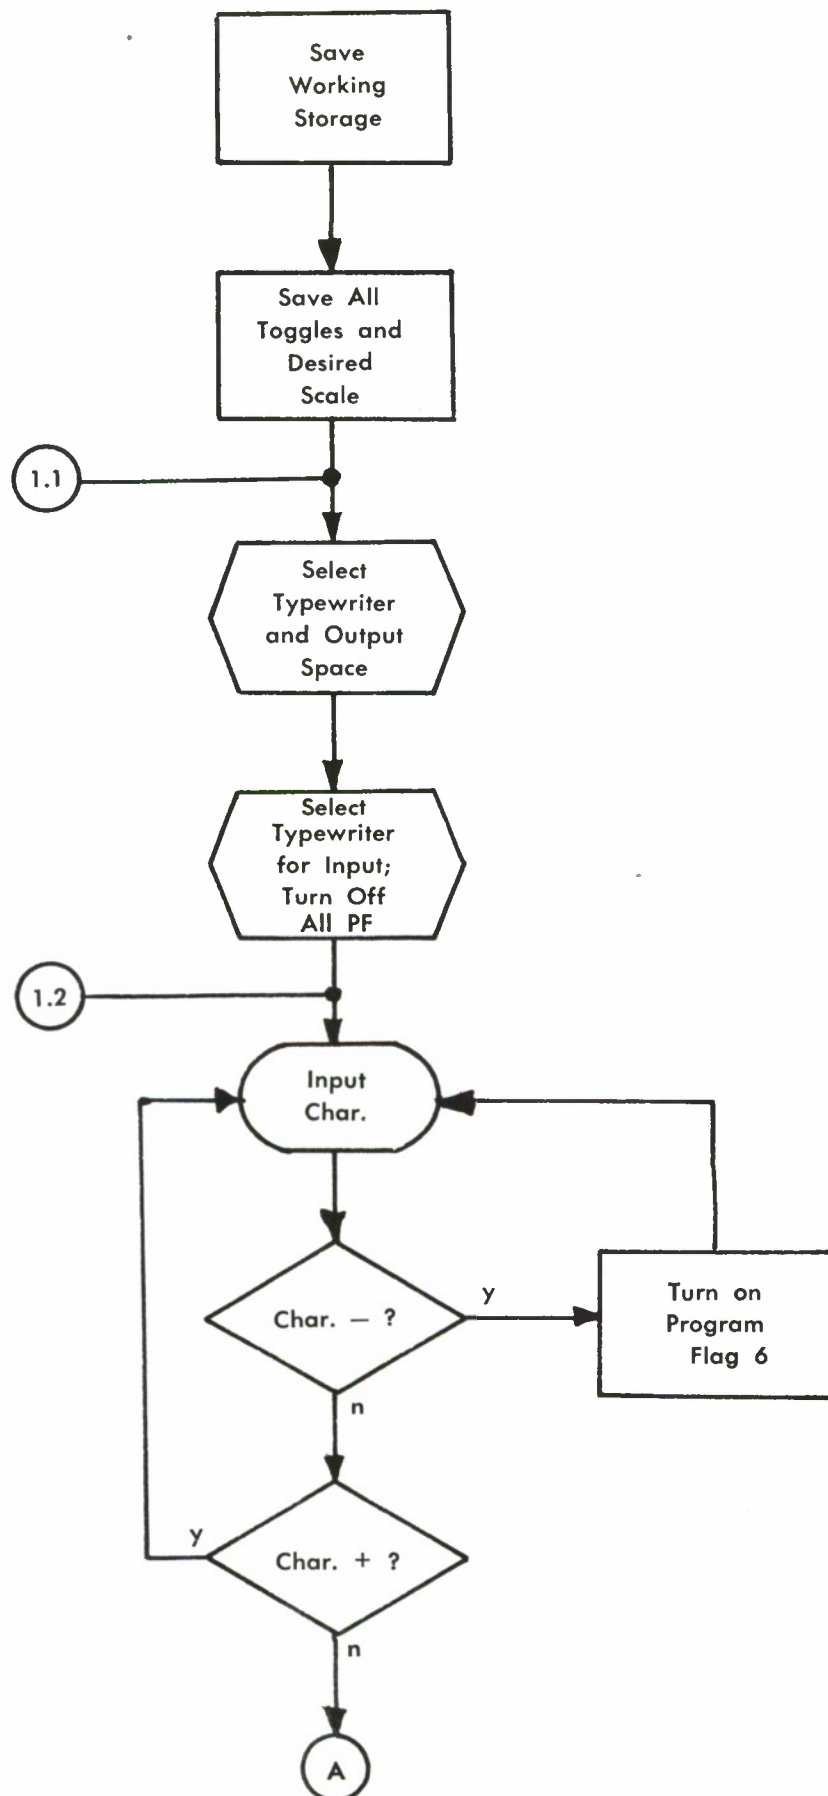 Save
Working
Storage
Save All
Toggles and
Desired
Scale
1.1
Select
Typewriter
and Output
Space
Select
Typewriter
for Input;
Turn Off
All PF
1.2
Input
Char.
Char. — ?
y
Turn on
Program
Flag 6
n
Char. + ?
y
n
A